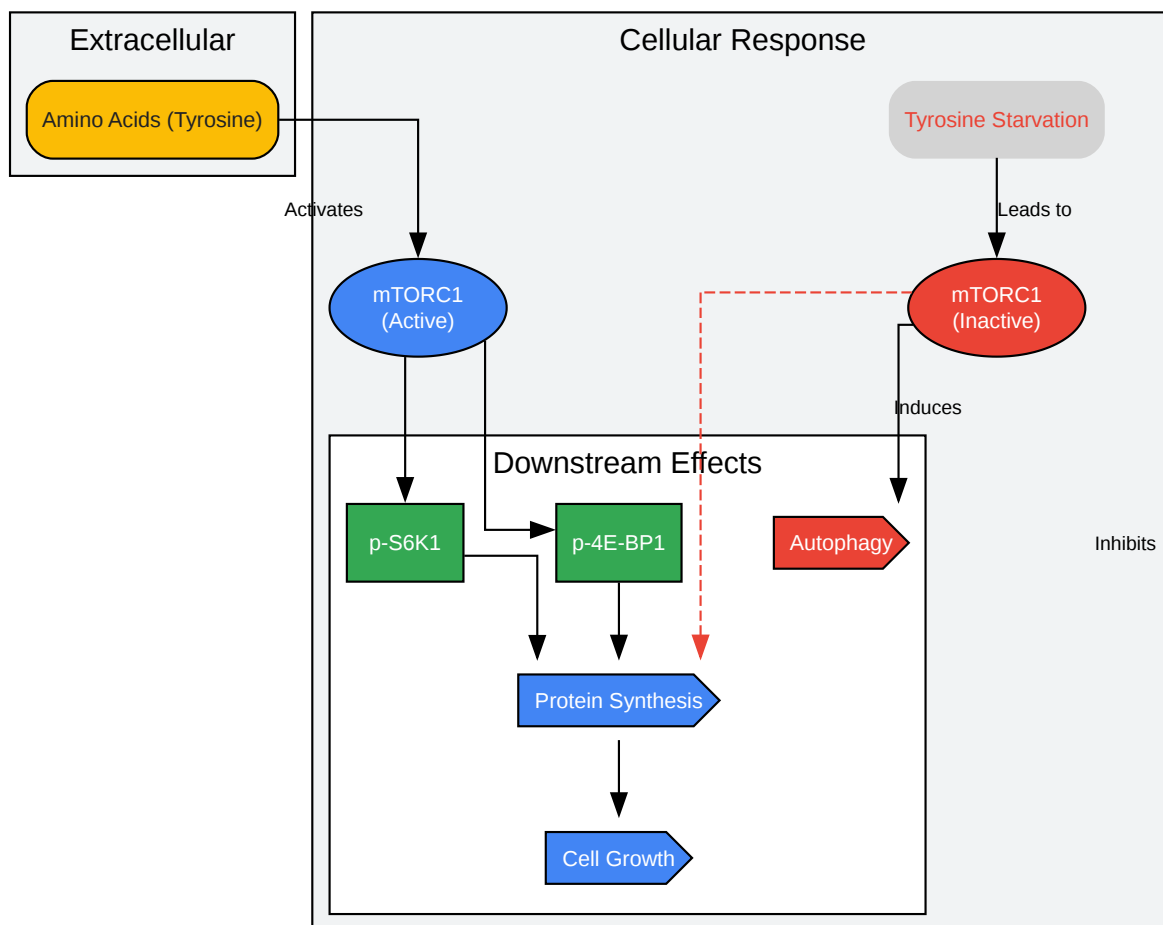 Extracellular
Cellular Response
Amino Acids (Tyrosine)
Tyrosine Starvation
Activates
Leads to
mTORC1
(Active)
mTORC1
(Inactive)
Induces
Downstream Effects
p-S6K1
p-4E-BP1
Autophagy
Inhibits
Protein Synthesis
Cell Growth